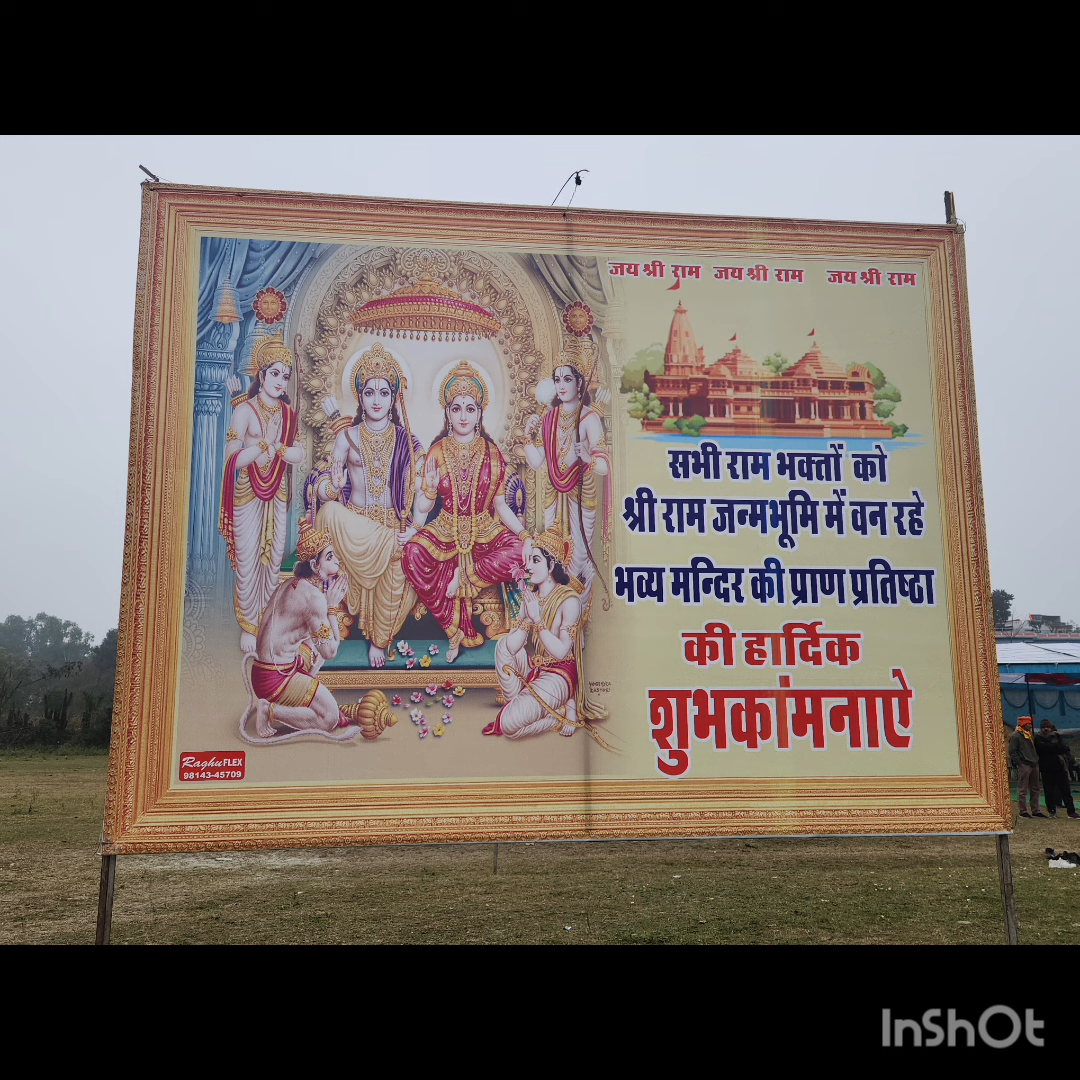 जय श्री राम जय श्री राम जय श्री राम
सभी राम भक्तों को
श्री राम जन्मभूमि में वन रहे
भव्य मन्दिर की प्राण प्रतिष्ठा
की हार्दिक
शुभकांमनाऐ
Raghu FLEX
98143-45709
InShOt